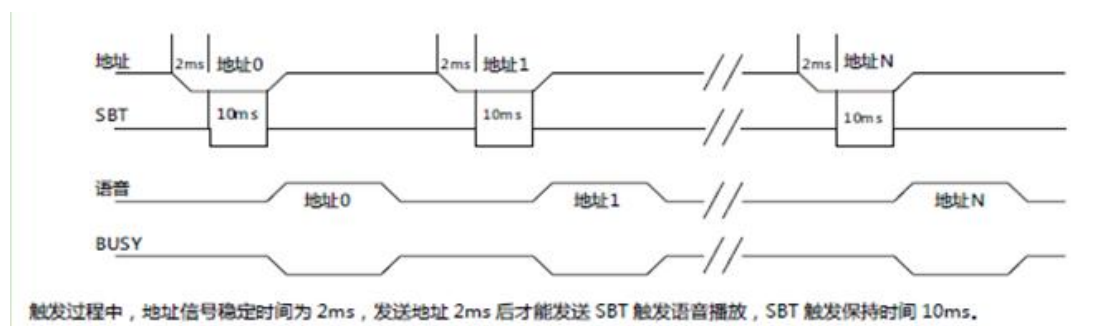 地址 2ms 地址0 2ms 地址1 2ms 地址N
SBT 10ms 10ms 10ms
语音 地址0 地址1 地址N
BUSY
触发过程中，地址信号稳定时间为 2ms，发送地址 2ms 后才能发送 SBT 触发语音播放，SBT 触发保持时间 10ms。